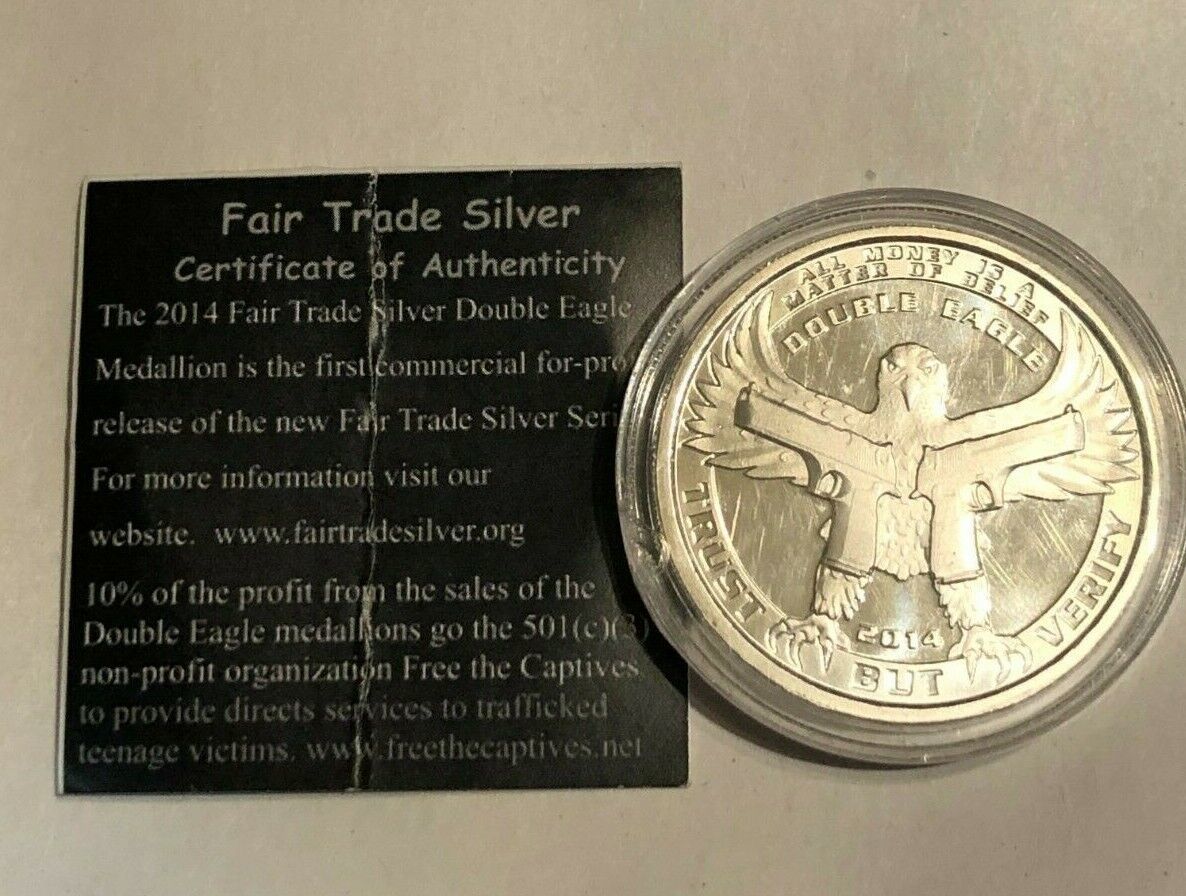 Fair Trade Silver
Certificate of Authenticity
The 2014 Fair Trade Silver Double Eagle
Medallion is the first commercial
release of the new Fair Trade Silver
For more information visit our
website. www.fairtradesilver.org
10% of the profit from the sales of the
Double Eagle medallions go the 501(c)(3)
non-profit organization Free the Captives
to provide directs services to trafficked
teenage victims. www.freethecaptives.net
ALL MONEY IS A
MATTER OF BELIEF
DOUBLE EAGLE
TRUST
BUT
VERIFY
2014